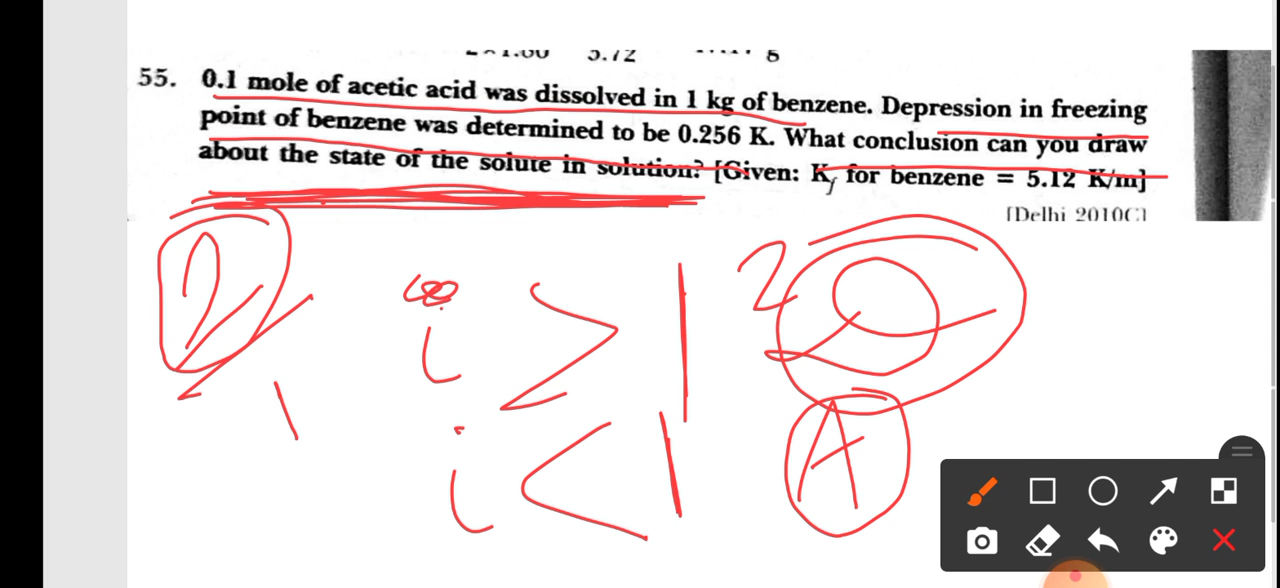 55. 0.1 mole of acetic acid was dissolved in 1 kg of benzene. Depression in freezing
point of benzene was determined to be 0.256 K. What conclusion can you draw
about the state of the solute in solution? [Given: Kf for benzene = 5.12 K/m]
[Delhi 2010C]
i > 1
i < 1 A